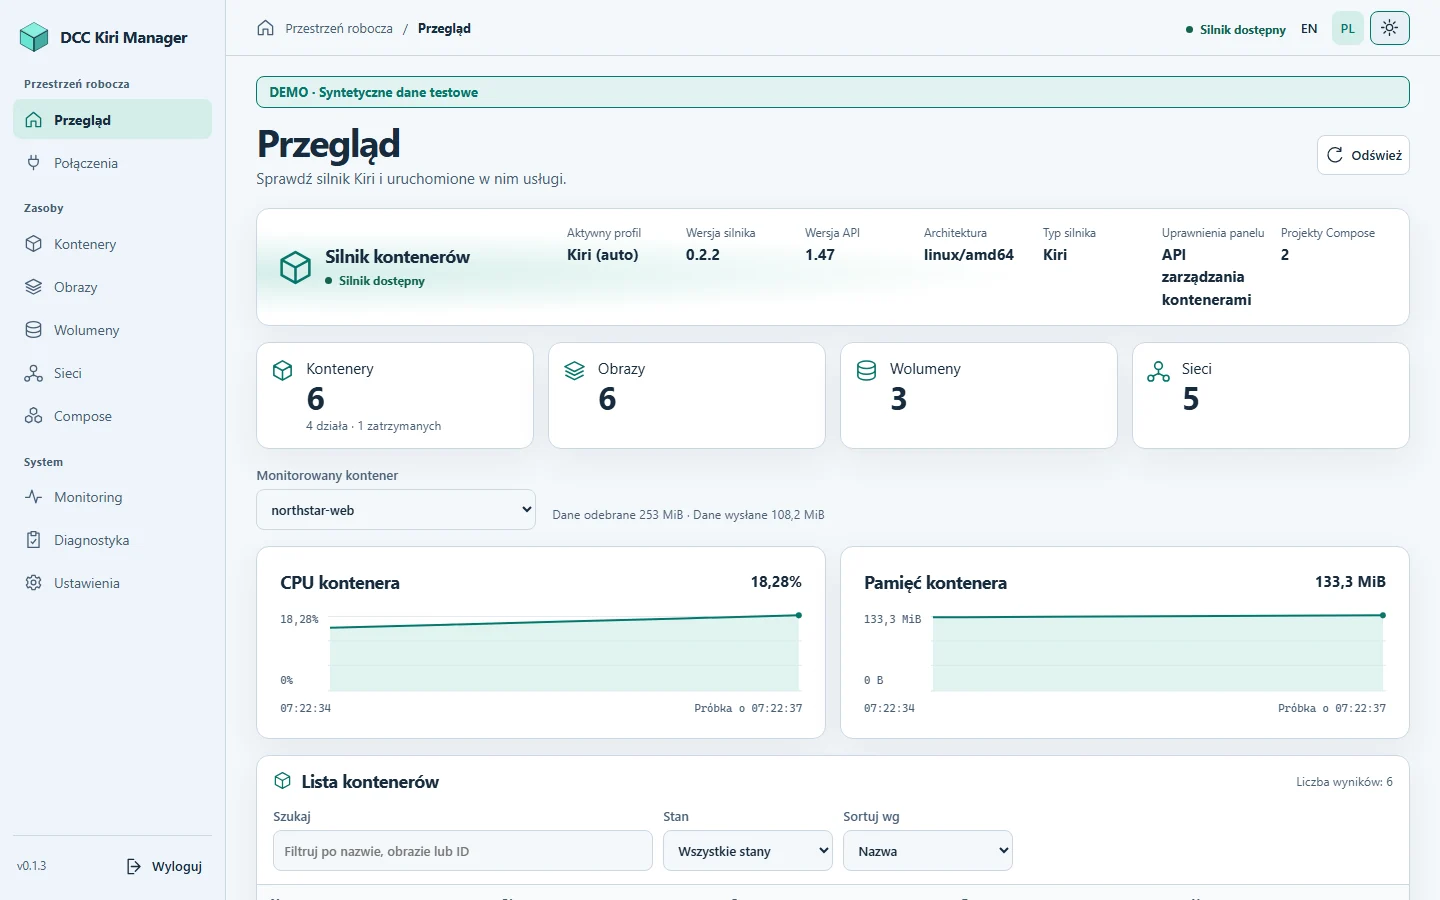 DCC Kiri Manager
Przestrzeń robocza
Przegląd
Połączenia
Zasoby
Kontenery
Obrazy
Wolumeny
Sieci
Compose
System
Monitoring
Diagnostyka
Ustawienia
v0.1.3
Wyloguj
Przestrzeń robocza / Przegląd
Silnik dostępny
EN
PL
DEMO · Syntetyczne dane testowe
Przegląd
Sprawdź silnik Kiri i uruchomione w nim usługi.
Odśwież
Silnik kontenerów
Silnik dostępny
Aktywny profil
Kiri (auto)
Wersja silnika
0.2.2
Wersja API
1.47
Architektura
linux/amd64
Typ silnika
Kiri
Uprawnienia panelu
API
zarządzania
kontenerami
Projekty Compose
2
Kontenery
6
4 działa · 1 zatrzymanych
Obrazy
6
Wolumeny
3
Sieci
5
Monitorowany kontener
northstar-web
Dane odebrane 253 MiB · Dane wysłane 108,2 MiB
CPU kontenera
18,28%
18,28%
0%
07:22:34
Próbka o 07:22:37
Pamięć kontenera
133,3 MiB
133,3 MiB
0 B
07:22:34
Próbka o 07:22:37
Lista kontenerów
Liczba wyników: 6
Szukaj
Filtruj po nazwie, obrazie lub ID
Stan
Wszystkie stany
Sortuj wg
Nazwa